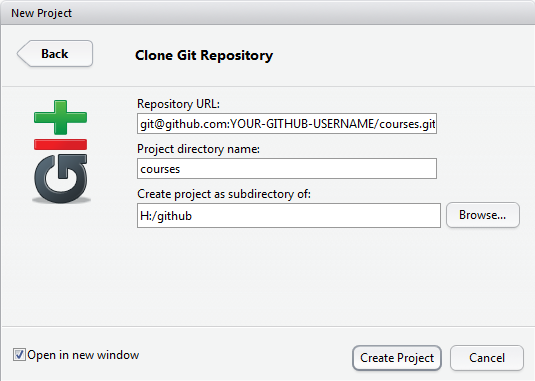 New Project
Back
Clone Git Repository
Repository URL:
git@github.com:YOUR-GITHUB-USERNAME/courses.git
Project directory name:
courses
Create project as subdirectory of:
H:/github
Browse...
Open in new window
Create Project
Cancel